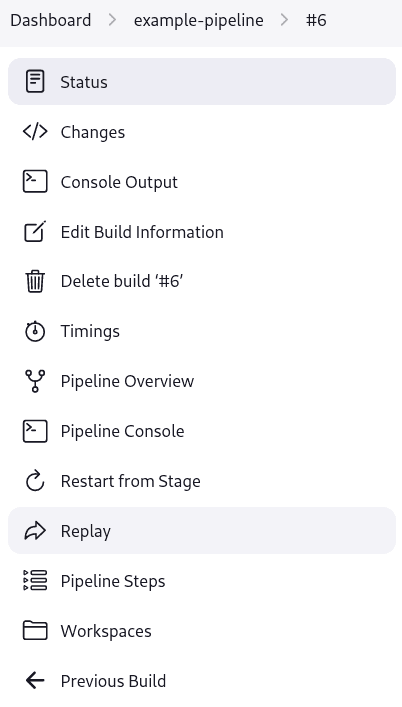 Dashboard > example-pipeline > #6
Status
Changes
Console Output
Edit Build Information
Delete build ‘#6’
Timings
Pipeline Overview
Pipeline Console
Restart from Stage
Replay
Pipeline Steps
Workspaces
Previous Build